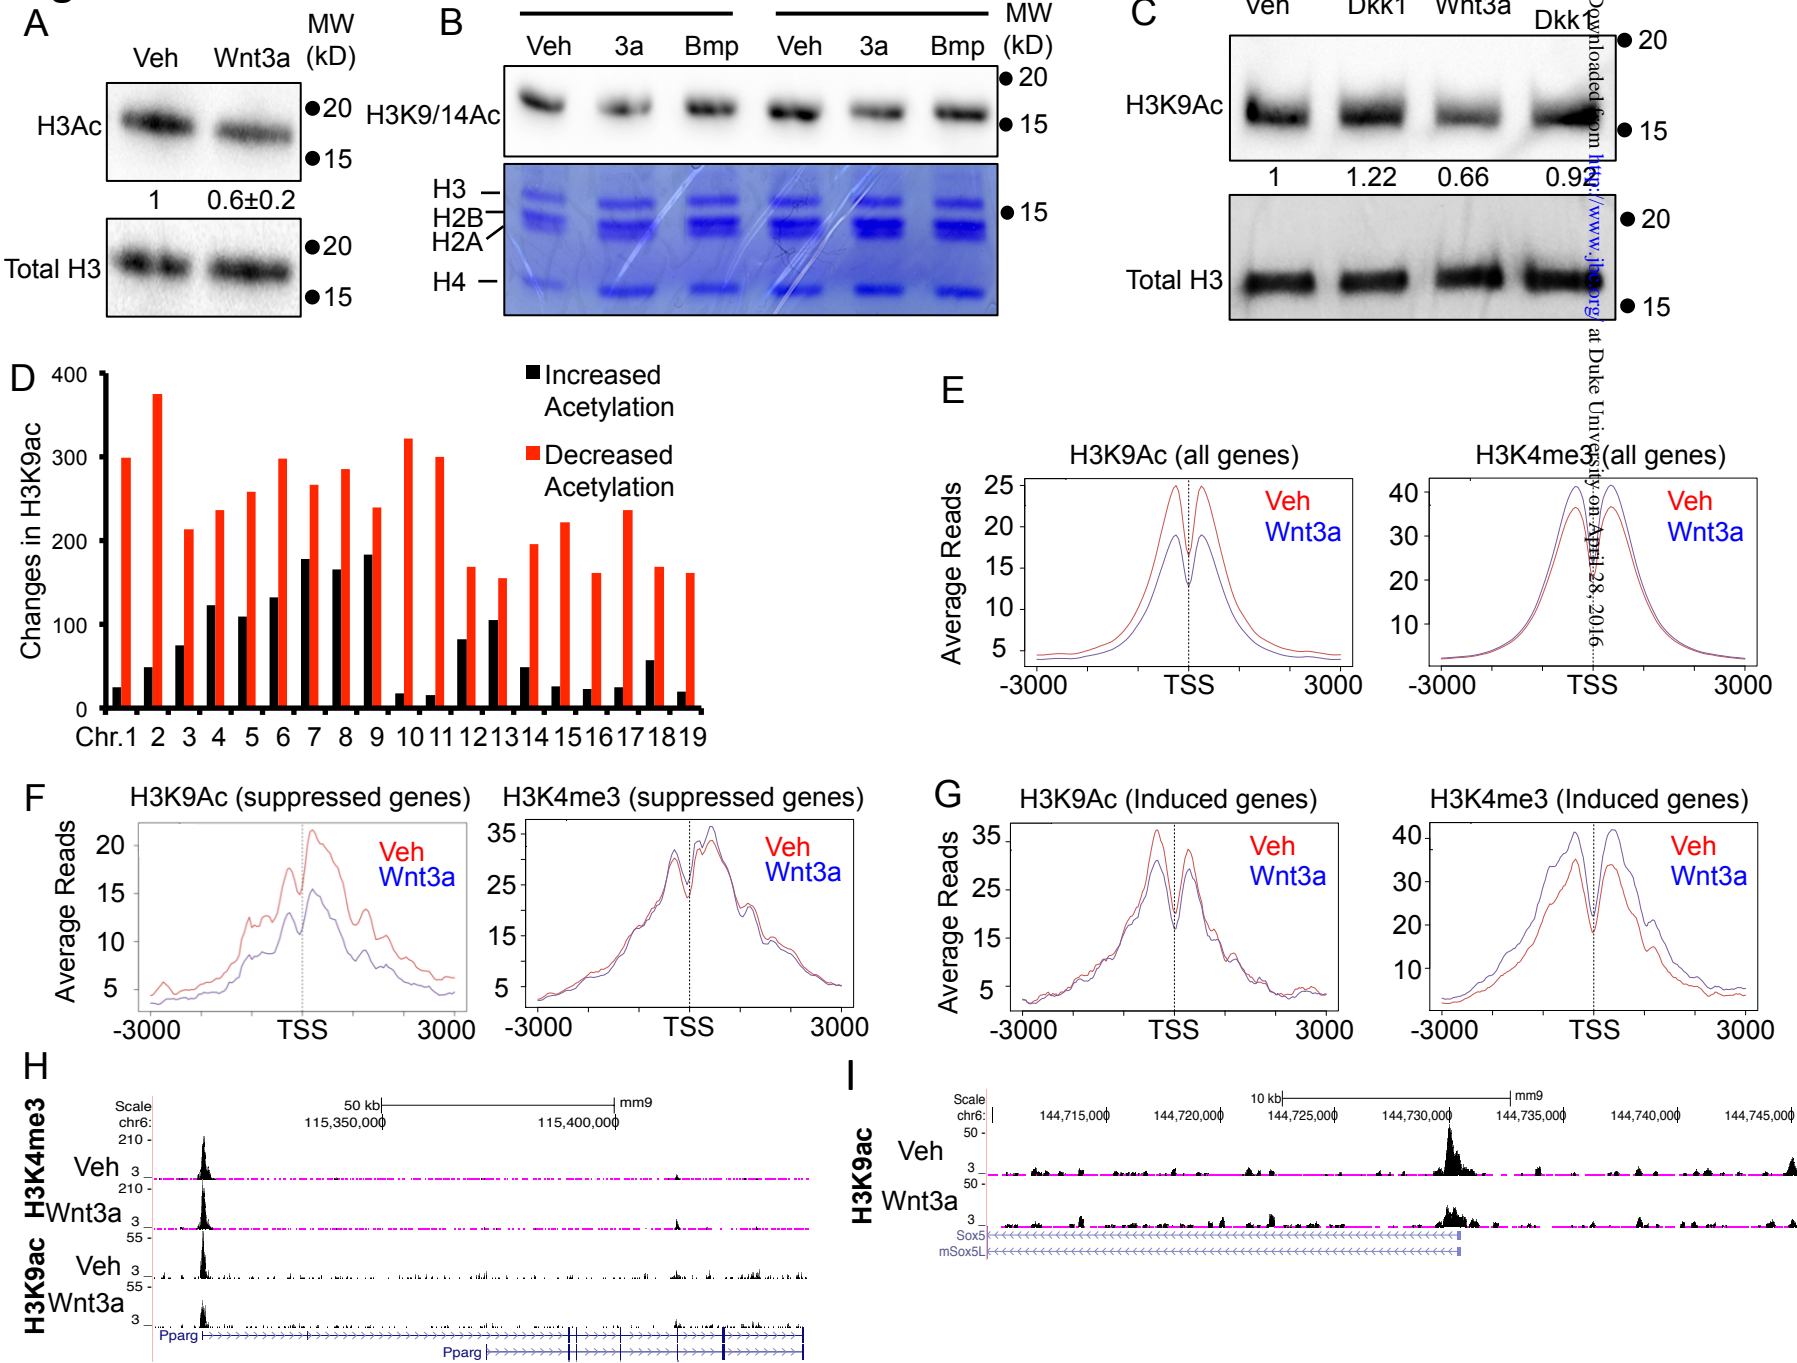 A
Veh Wnt3a MW (kD)
H3Ac
20
15
1 0.6±0.2
Total H3
20
15
B
Veh 3a Bmp Veh 3a Bmp MW (kD)
H3K9/14Ac
20
15
H3
H2B
H2A
H4
15
C
Veh Dkk1 Wnt3a Dkk1
H3K9Ac
20
15
1 1.22 0.66 0.92
Total H3
20
15
Downloaded from http://www.jbc.org/ at Duke University on April 28, 2016
D
Changes in H3K9ac
400
300
200
100
0
Increased Acetylation
Decreased Acetylation
Chr.1 2 3 4 5 6 7 8 9 10 11 12 13 14 15 16 17 18 19
E
H3K9Ac (all genes)
Average Reads
25
20
15
10
5
Veh
Wnt3a
-3000 TSS 3000
H3K4me3 (all genes)
40
30
20
10
Veh
Wnt3a
-3000 TSS 3000
F
H3K9Ac (suppressed genes)
Average Reads
20
15
10
5
Veh
Wnt3a
-3000 TSS 3000
H3K4me3 (suppressed genes)
35
25
15
5
Veh
Wnt3a
-3000 TSS 3000
G
H3K9Ac (Induced genes)
Average Reads
35
25
15
5
Veh
Wnt3a
-3000 TSS 3000
H3K4me3 (Induced genes)
40
30
20
10
Veh
Wnt3a
-3000 TSS 3000
H
Scale 50 kb mm9
chr6: 115,350,000 115,400,000
H3K4me3
210
Veh 3
210
Wnt3a 3
H3K9ac
55
Veh 3
55
Wnt3a 3
Pparg
Pparg
I
Scale 10 kb mm9
chr6: 144,715,000 144,720,000 144,725,000 144,730,000 144,735,000 144,740,000 144,745,000
H3K9ac
50
Veh 3
50
Wnt3a 3
Sox5
mSox5L